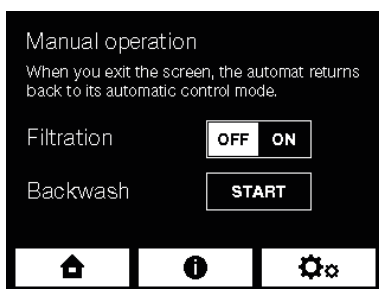 Manual operation
When you exit the screen, the automat returns
back to its automatic control mode.
Filtration OFF ON
Backwash START